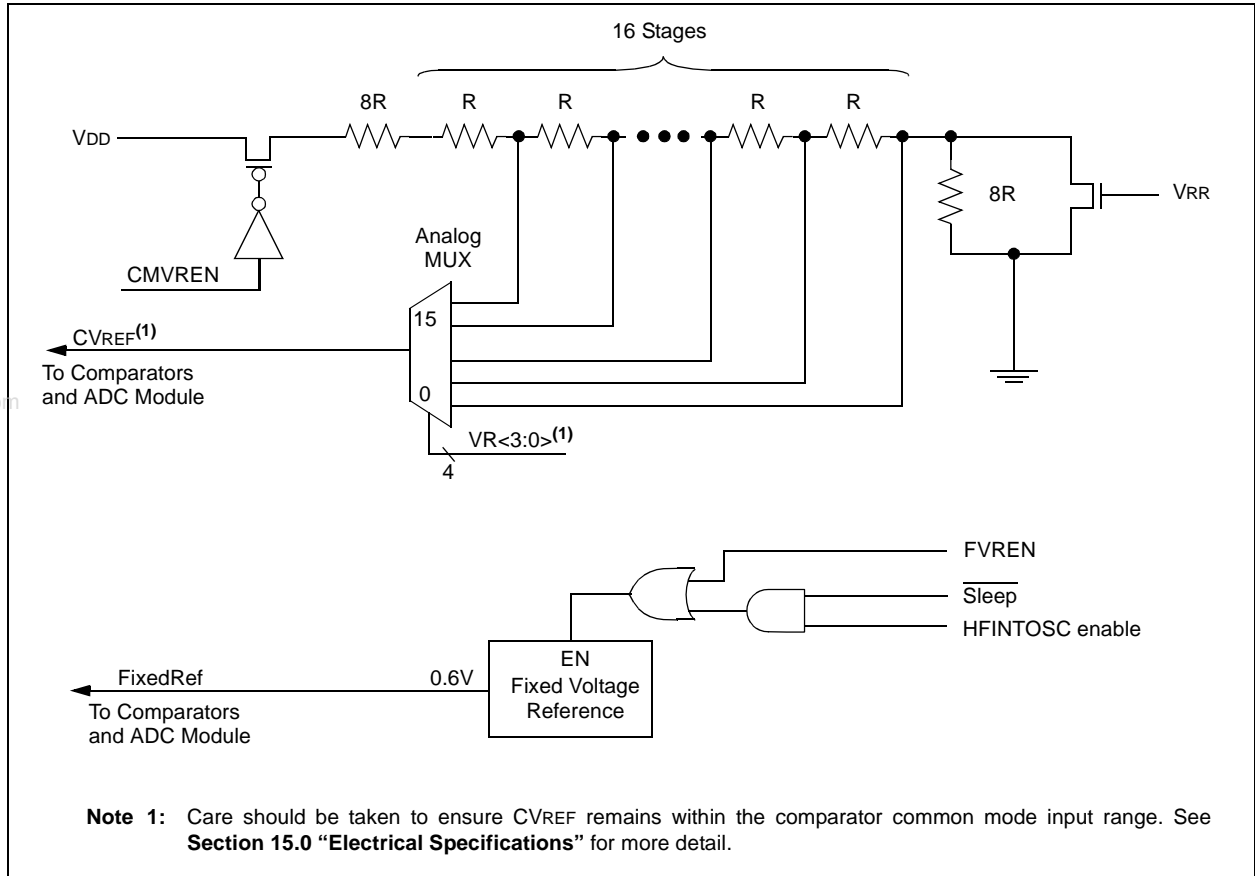 16 Stages
8R R R R R
VDD
8R
VRR
Analog
MUX
CMVREN
15
CVREF(1)
To Comparators
and ADC Module
0
VR<3:0>(1)
4
om
FVREN
Sleep
HFINTOSC enable
EN
FixedRef 0.6V
Fixed Voltage
Reference
To Comparators
and ADC Module
Note 1: Care should be taken to ensure CVREF remains within the comparator common mode input range. See
Section 15.0 “Electrical Specifications” for more detail.